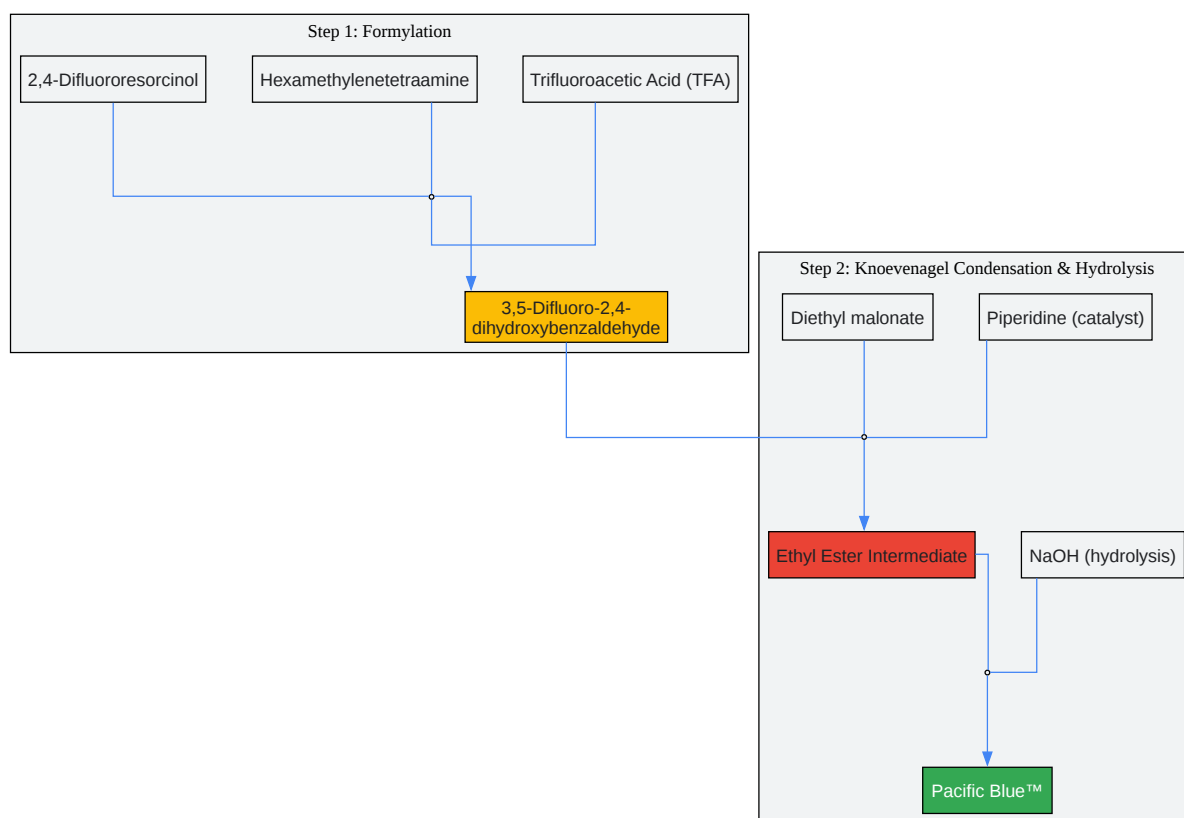 Step 1: Formylation
2,4-Difluororesorcinol
Hexamethylenetetraamine
Trifluoroacetic Acid (TFA)
3,5-Difluoro-2,4-
dihydroxybenzaldehyde
Step 2: Knoevenagel Condensation & Hydrolysis
Diethyl malonate
Piperidine (catalyst)
Ethyl Ester Intermediate
NaOH (hydrolysis)
Pacific Blue™